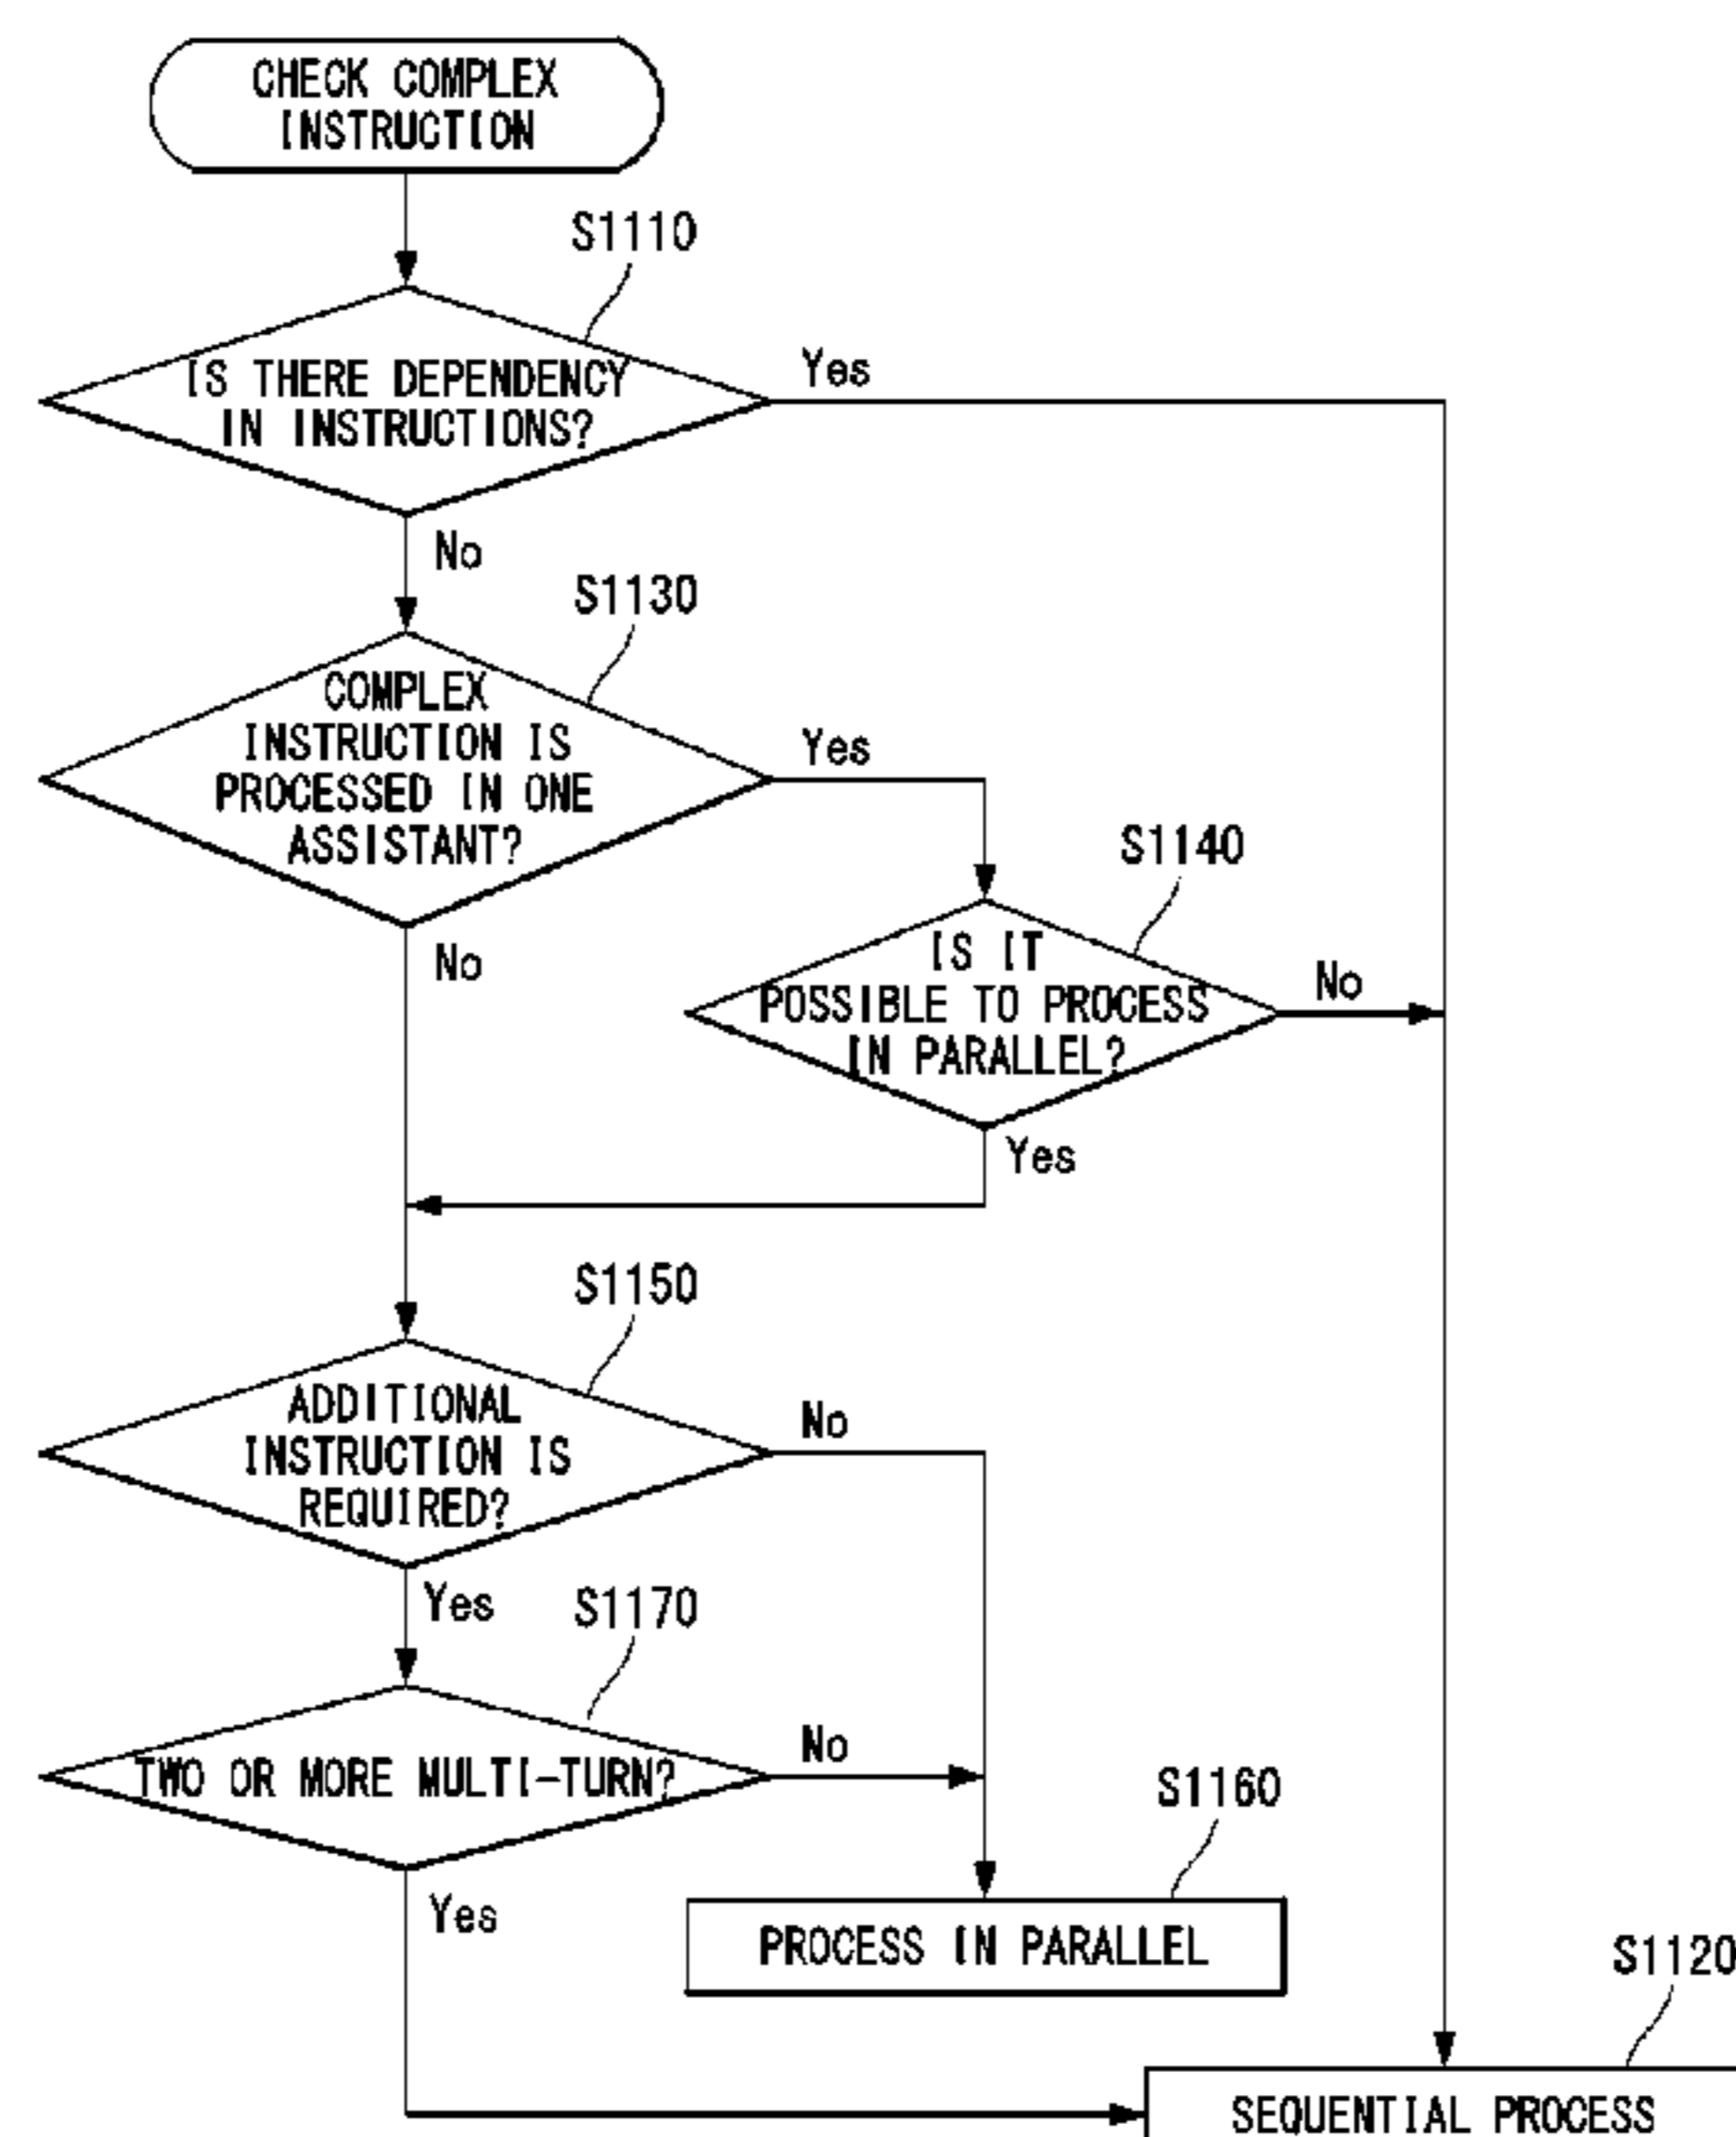 CHECK COMPLEX
INSTRUCTION
S1110
IS THERE DEPENDENCY
IN INSTRUCTIONS?
Yes
No
S1130
COMPLEX
INSTRUCTION IS
PROCESSED IN ONE
ASSISTANT?
Yes
No
S1140
IS IT
POSSIBLE TO PROCESS
IN PARALLEL?
No
Yes
S1150
ADDITIONAL
INSTRUCTION IS
REQUIRED?
No
Yes
S1170
TWO OR MORE MULTI-TURN?
No
Yes
S1160
PROCESS IN PARALLEL
S1120
SEQUENTIAL PROCESS